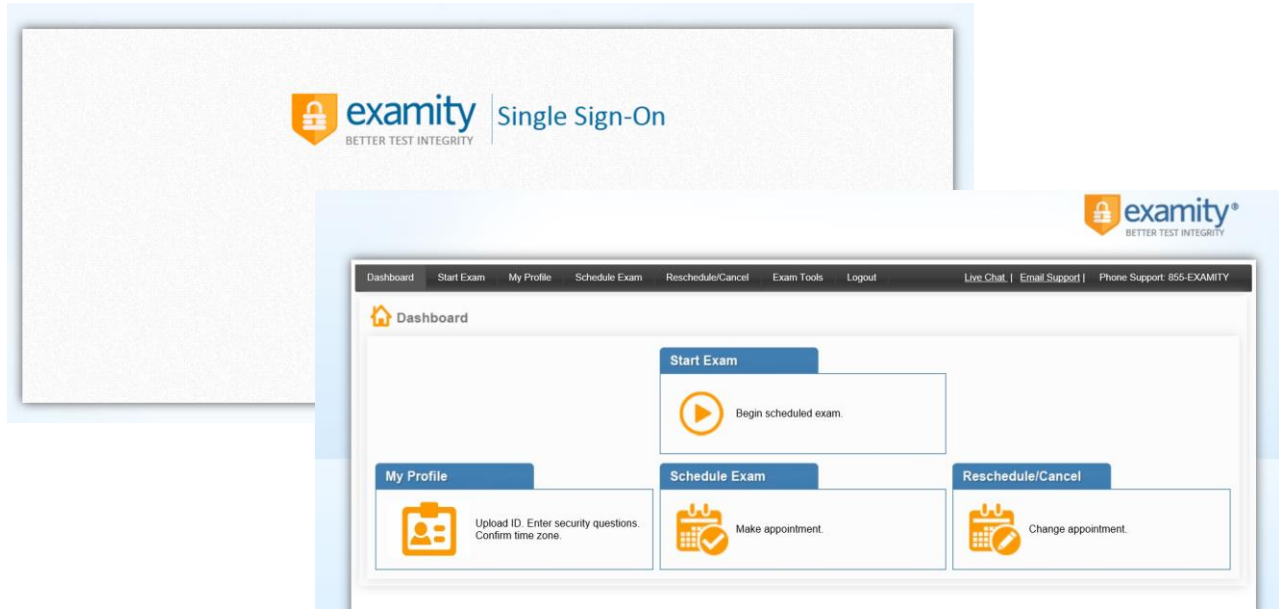 examity
BETTER TEST INTEGRITY
Single Sign-On
examity®
BETTER TEST INTEGRITY
Dashboard Start Exam My Profile Schedule Exam Reschedule/Cancel Exam Tools Logout Live Chat | Email Support | Phone Support: 855-EXAMITY
Dashboard
Start Exam
Begin scheduled exam.
My Profile
Upload ID. Enter security questions.
Confirm time zone.
Schedule Exam
Make appointment.
Reschedule/Cancel
Change appointment.